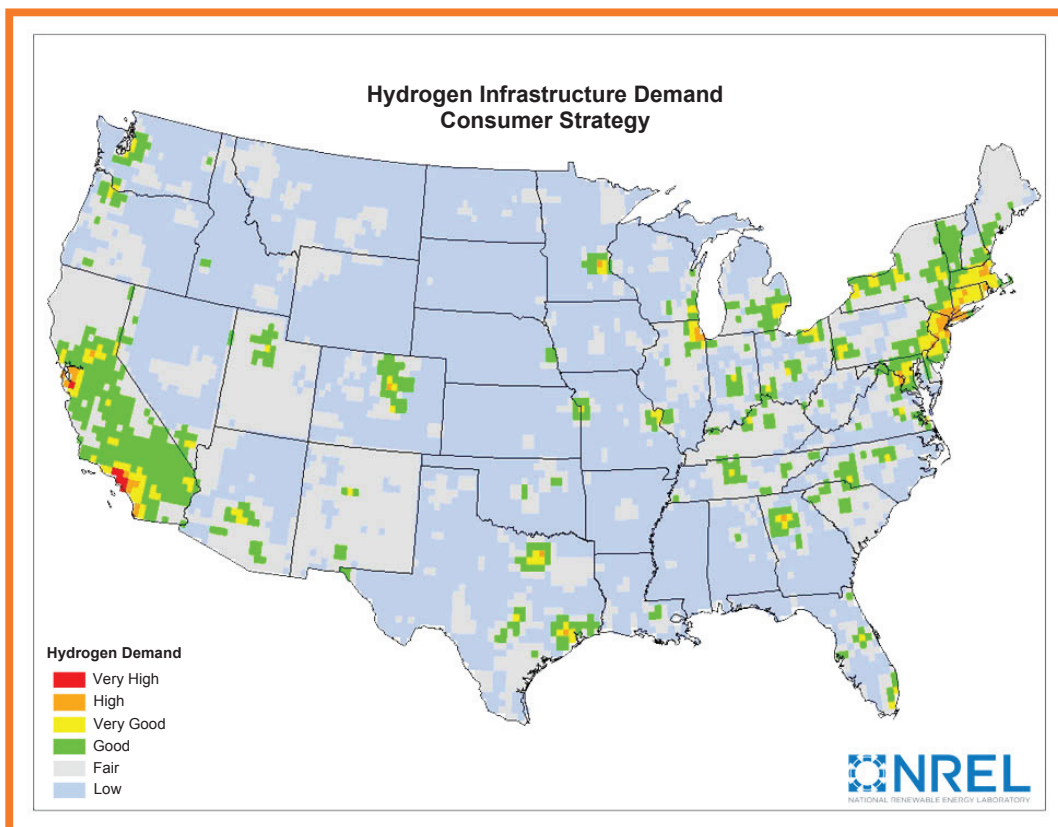 Hydrogen Infrastructure Demand
Consumer Strategy
Hydrogen Demand
Very High
High
Very Good
Good
Fair
Low
NREL
NATIONAL RENEWABLE ENERGY LABORATORY